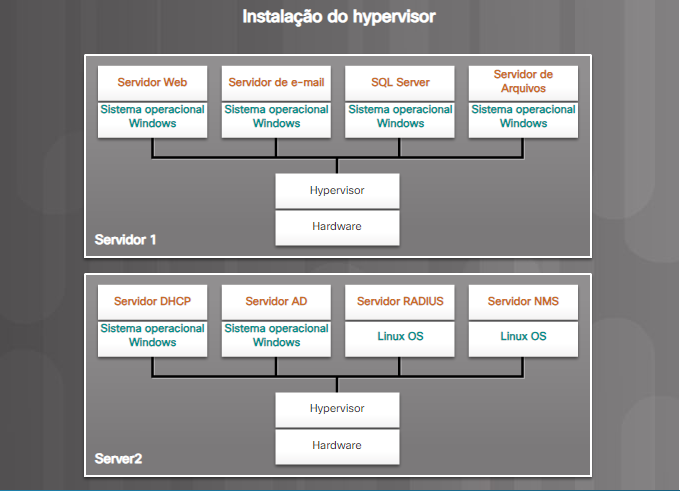 Instalação do hypervisor
Servidor Web
Servidor de e-mail
SQL Server
Servidor de
Arquivos
Sistema operacional
Windows
Sistema operacional
Windows
Sistema operacional
Windows
Sistema operacional
Windows
Hypervisor
Hardware
Servidor 1
Servidor DHCP
Servidor AD
Servidor RADIUS
Servidor NMS
Sistema operacional
Windows
Sistema operacional
Windows
Linux OS
Linux OS
Hypervisor
Hardware
Server2